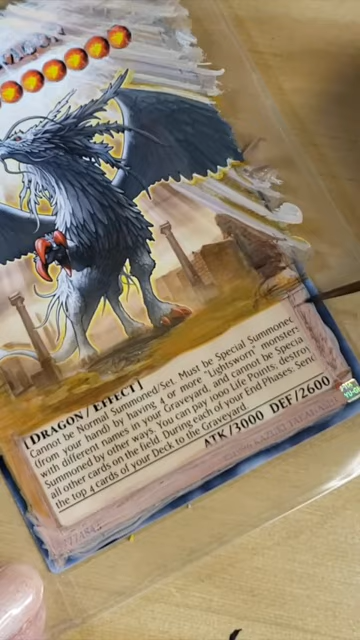 [DRAGON / EFFECT]
Cannot be Normal Summoned/Set. Must be Special Summoned
(from your hand) by having 4 or more "Lightsworn" monsters
with different names in your Graveyard, and cannot be Special
Summoned by other ways. You can pay 1000 Life Points; destroy
all other cards on the field. During each of your End Phases: Send
the top 4 cards of your Deck to the Graveyard.
ATK/3000 DEF/2600